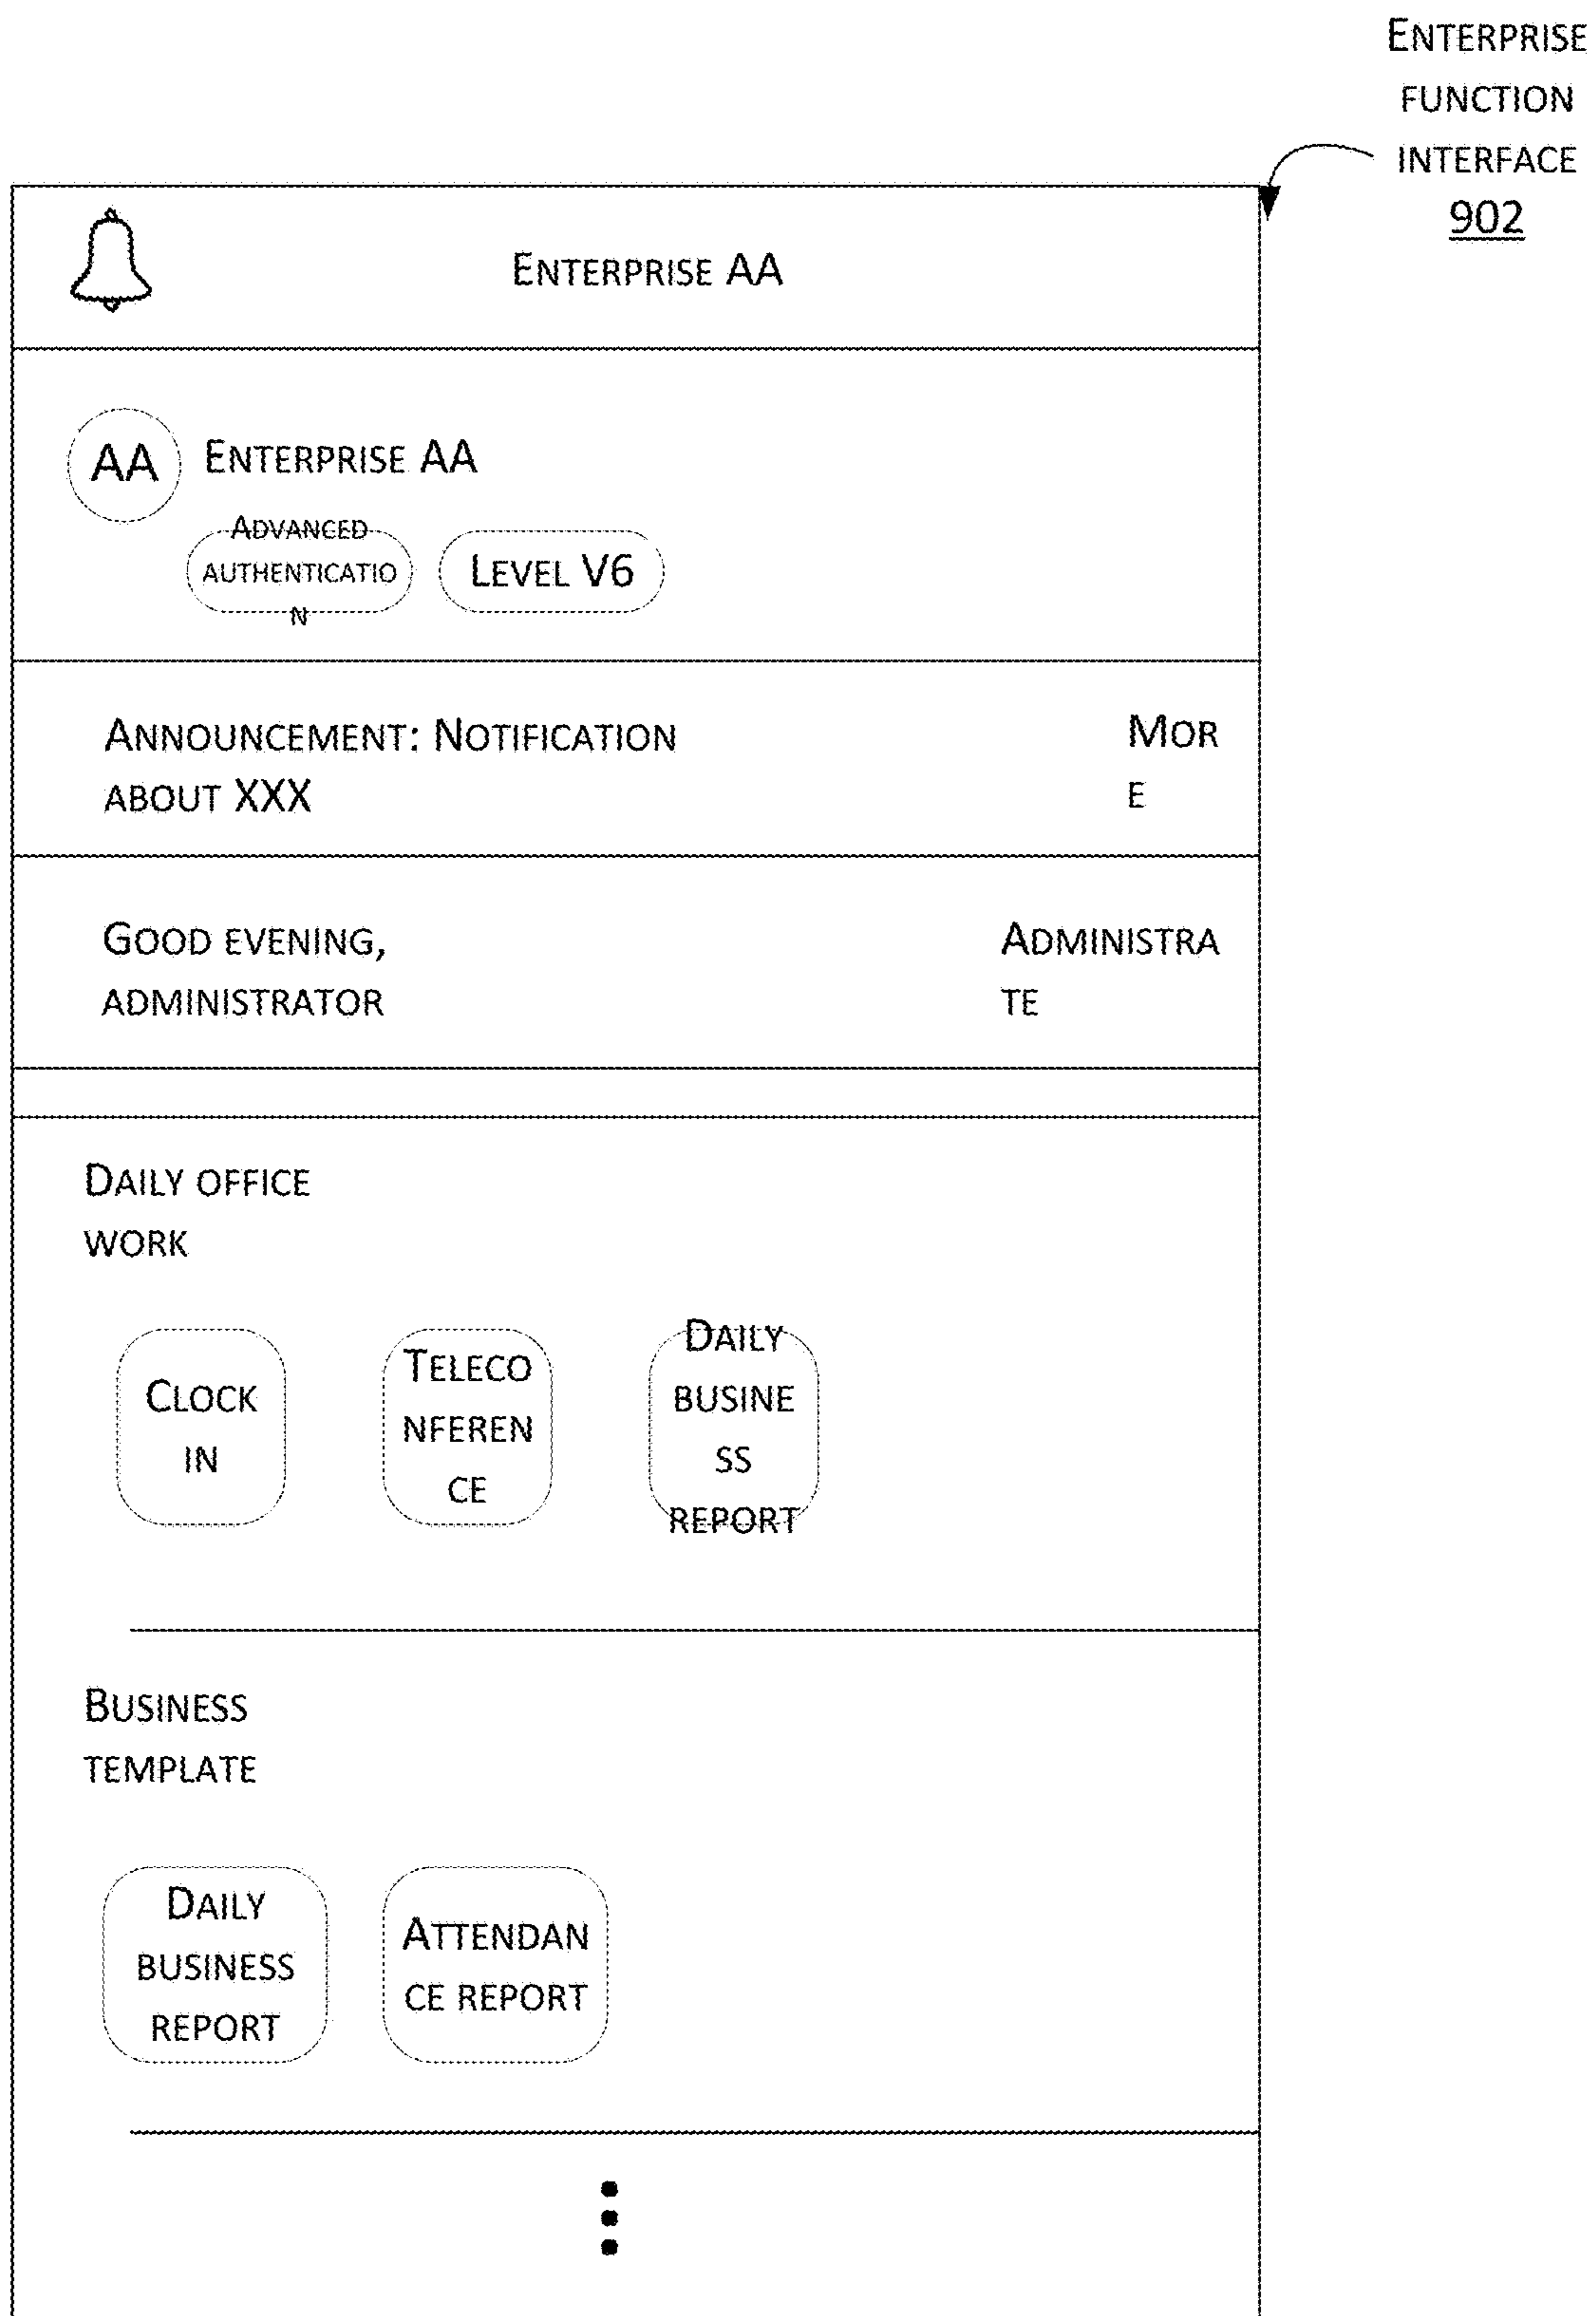 ENTERPRISE
FUNCTION
INTERFACE
902
ENTERPRISE AA
AA
ENTERPRISE AA
ADVANCED
AUTHENTICATIO
N
LEVEL V6
ANNOUNCEMENT: NOTIFICATION
ABOUT XXX
MOR
E
GOOD EVENING,
ADMINISTRATOR
ADMINISTRA
TE
DAILY OFFICE
WORK
CLOCK
IN
TELECO
NFEREN
CE
DAILY
BUSINE
SS
REPORT
BUSINESS
TEMPLATE
DAILY
BUSINESS
REPORT
ATTENDAN
CE REPORT